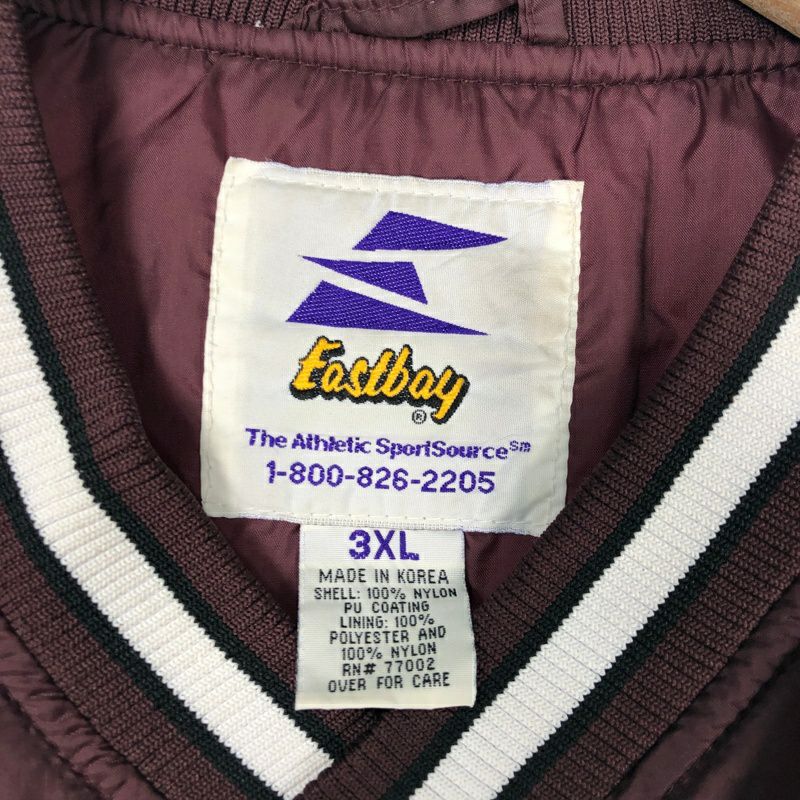 Eastbay
®
The Athletic SportSource℠
1-800-826-2205
3XL
MADE IN KOREA
SHELL: 100% NYLON
PU COATING
LINING: 100%
POLYESTER AND
100% NYLON
RN# 77002
OVER FOR CARE